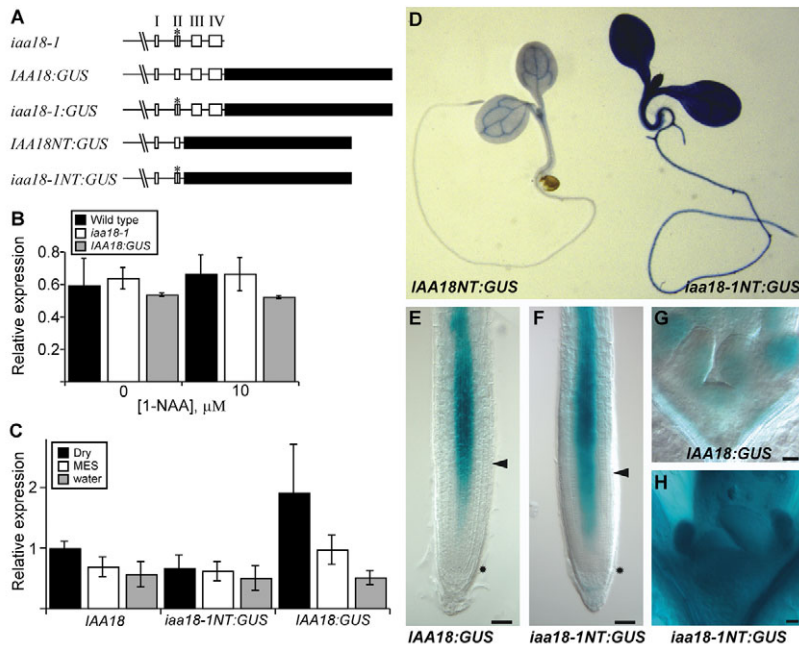 A
I II III IV
*
iaa18-1
IAA18:GUS
*
iaa18-1:GUS
IAA18NT:GUS
*
iaa18-1NT:GUS
B
Wild type
iaa18-1
IAA18:GUS
Relative expression
0.8
0.6
0.4
0.2
0 10
[1-NAA], µM
C
Dry
MES
water
Relative expression
2
1
IAA18 iaa18-1NT:GUS IAA18:GUS
D
IAA18NT:GUS iaa18-1NT:GUS
E
IAA18:GUS
F
iaa18-1NT:GUS
G
IAA18:GUS
H
iaa18-1NT:GUS